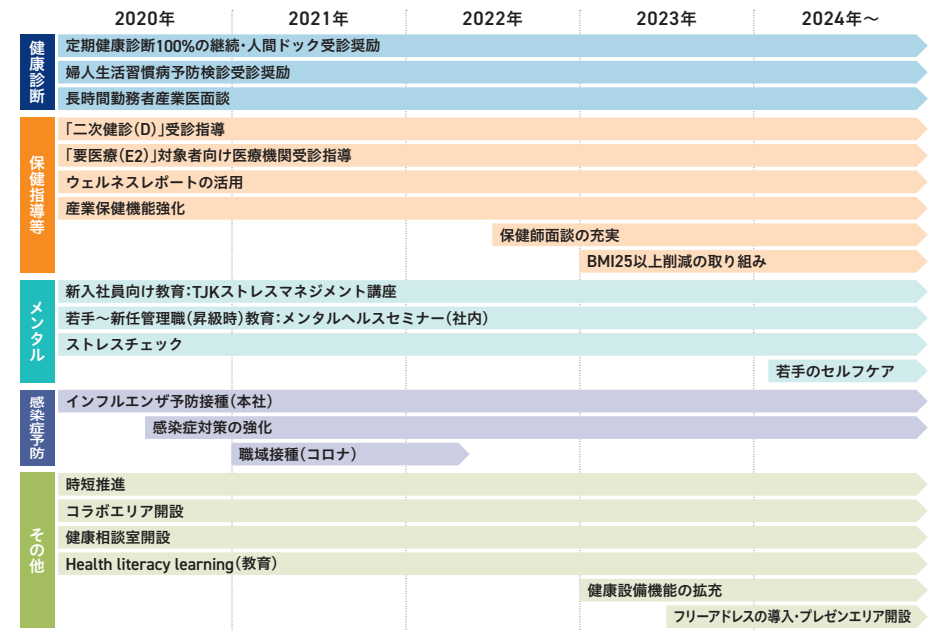 2020年 2021年 2022年 2023年 2024年～
健康診断
定期健康診断100%の継続・人間ドック受診奨励
婦人生活習慣病予防検診受診奨励
長時間勤務者産業医面談
保健指導等
「二次健診（D）」受診指導
「要医療（E2）」対象者向け医療機関受診指導
ウェルネスレポートの活用
産業保健機能強化
保健師面談の充実
BMI25以上削減の取り組み
メンタル
新入社員向け教育：TJKストレスマネジメント講座
若手～新任管理職（昇級時）教育：メンタルヘルスセミナー（社内）
ストレスチェック
若手のセルフケア
感染症予防
インフルエンザ予防接種（本社）
感染症対策の強化
職域接種（コロナ）
その他
時短推進
コラボエリア開設
健康相談室開設
Health literacy learning（教育）
健康設備機能の拡充
フリーアドレスの導入・プレゼンエリア開設